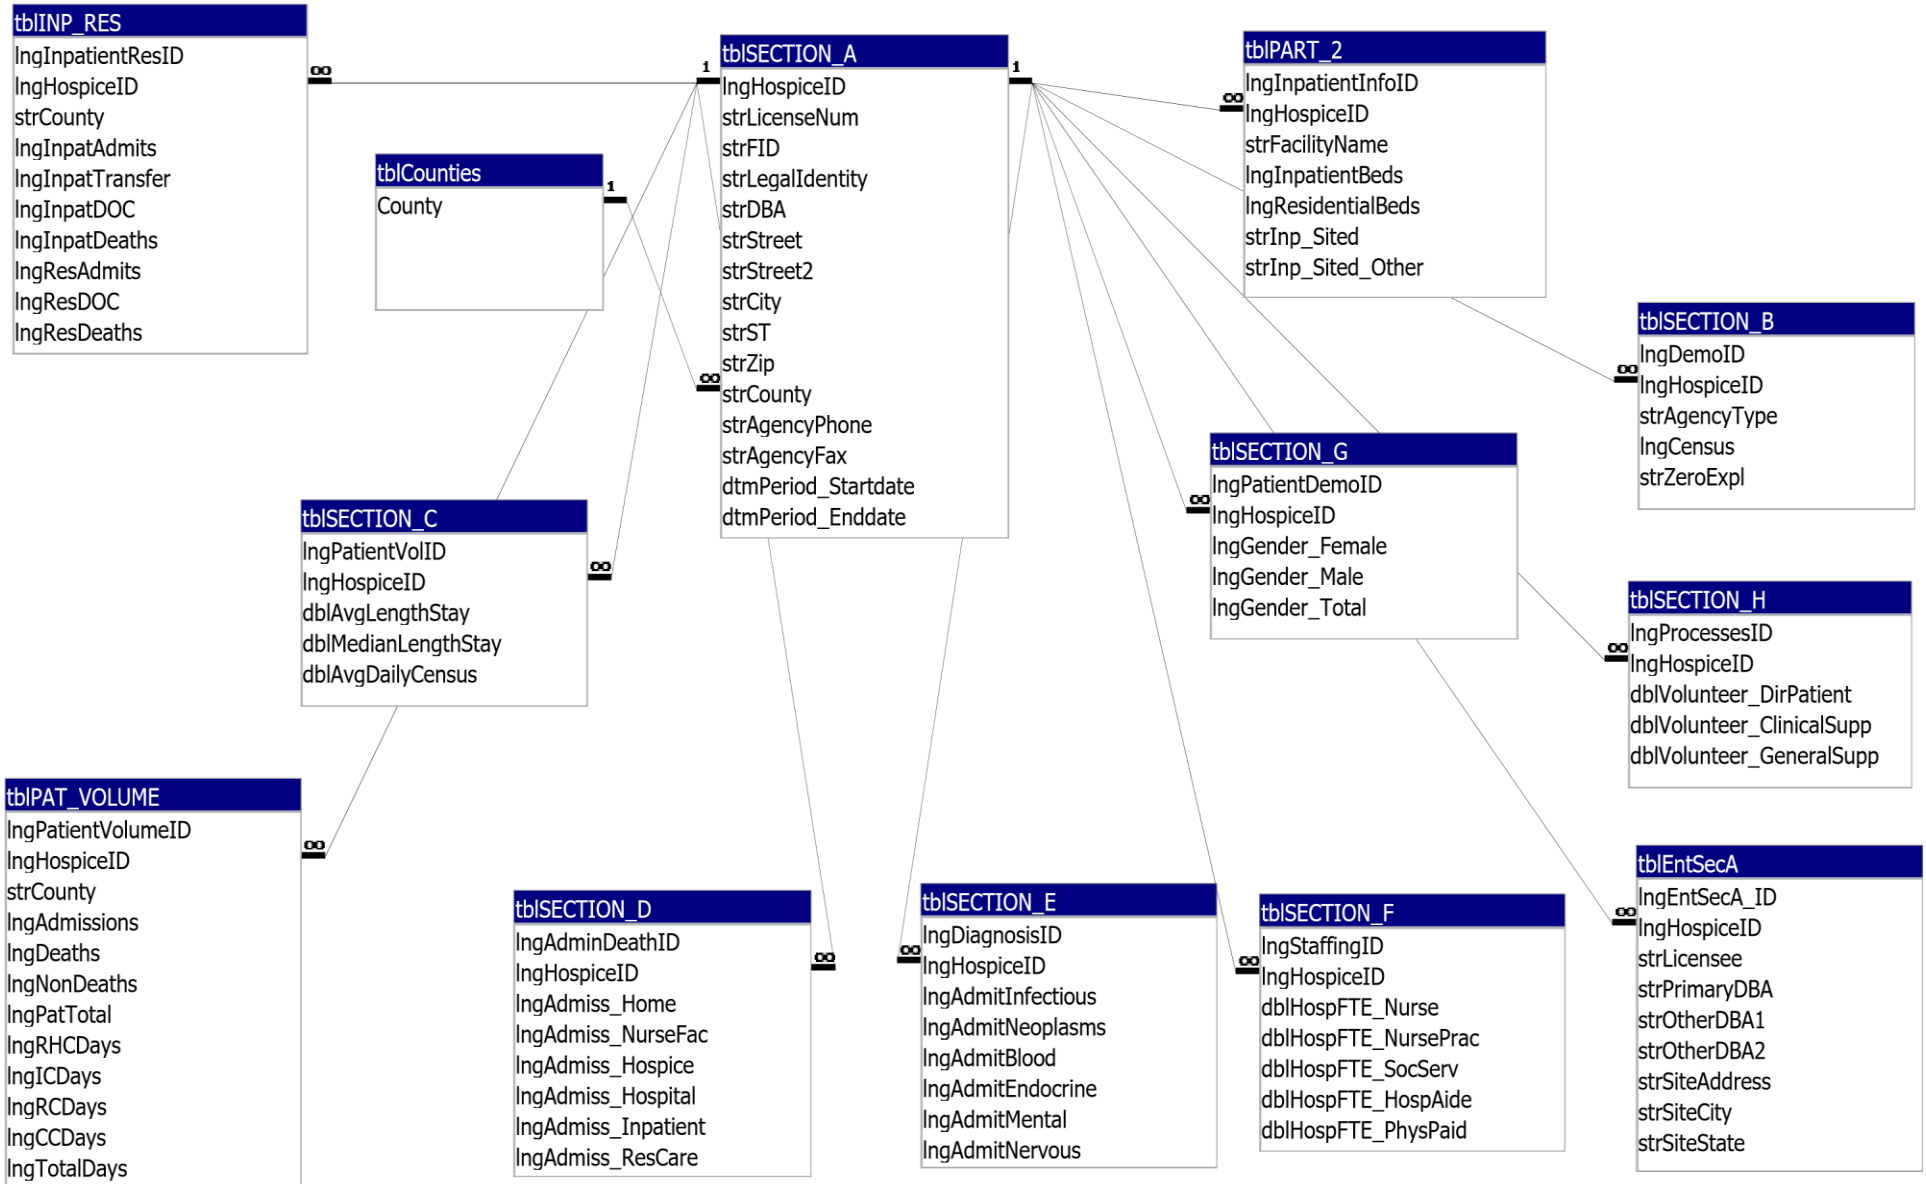 tblINP_RES
lngInpatientResID
lngHospiceID
strCounty
lngInpatAdmits
lngInpatTransfer
lngInpatDOC
lngInpatDeaths
lngResAdmits
lngResDOC
lngResDeaths
∞
tblCounties
County
1
∞
1
tblSECTION_A
lngHospiceID
strLicenseNum
strFID
strLegalIdentity
strDBA
strStreet
strStreet2
strCity
strST
strZip
strCounty
strAgencyPhone
strAgencyFax
dtmPeriod_Startdate
dtmPeriod_Enddate
1
∞
tblPART_2
lngInpatientInfoID
lngHospiceID
strFacilityName
lngInpatientBeds
lngResidentialBeds
strInp_Sited
strInp_Sited_Other
∞
tblSECTION_B
lngDemoID
lngHospiceID
strAgencyType
lngCensus
strZeroExpl
tblSECTION_C
lngPatientVolID
lngHospiceID
dblAvgLengthStay
dblMedianLengthStay
dblAvgDailyCensus
∞
∞
tblSECTION_G
lngPatientDemoID
lngHospiceID
lngGender_Female
lngGender_Male
lngGender_Total
∞
tblSECTION_H
lngProcessesID
lngHospiceID
dblVolunteer_DirPatient
dblVolunteer_ClinicalSupp
dblVolunteer_GeneralSupp
tblPAT_VOLUME
lngPatientVolumeID
lngHospiceID
strCounty
lngAdmissions
lngDeaths
lngNonDeaths
lngPatTotal
lngRHCDays
lngICDays
lngRCDays
lngCCDays
lngTotalDays
∞
tblSECTION_D
lngAdminDeathID
lngHospiceID
lngAdmiss_Home
lngAdmiss_NurseFac
lngAdmiss_Hospice
lngAdmiss_Hospital
lngAdmiss_Inpatient
lngAdmiss_ResCare
∞
∞
tblSECTION_E
lngDiagnosisID
lngHospiceID
lngAdmitInfectious
lngAdmitNeoplasms
lngAdmitBlood
lngAdmitEndocrine
lngAdmitMental
lngAdmitNervous
∞
tblSECTION_F
lngStaffingID
lngHospiceID
dblHospFTE_Nurse
dblHospFTE_NursePrac
dblHospFTE_SocServ
dblHospFTE_HospAide
dblHospFTE_PhysPaid
∞
tblEntSecA
lngEntSecA_ID
lngHospiceID
strLicensee
strPrimaryDBA
strOtherDBA1
strOtherDBA2
strSiteAddress
strSiteCity
strSiteState